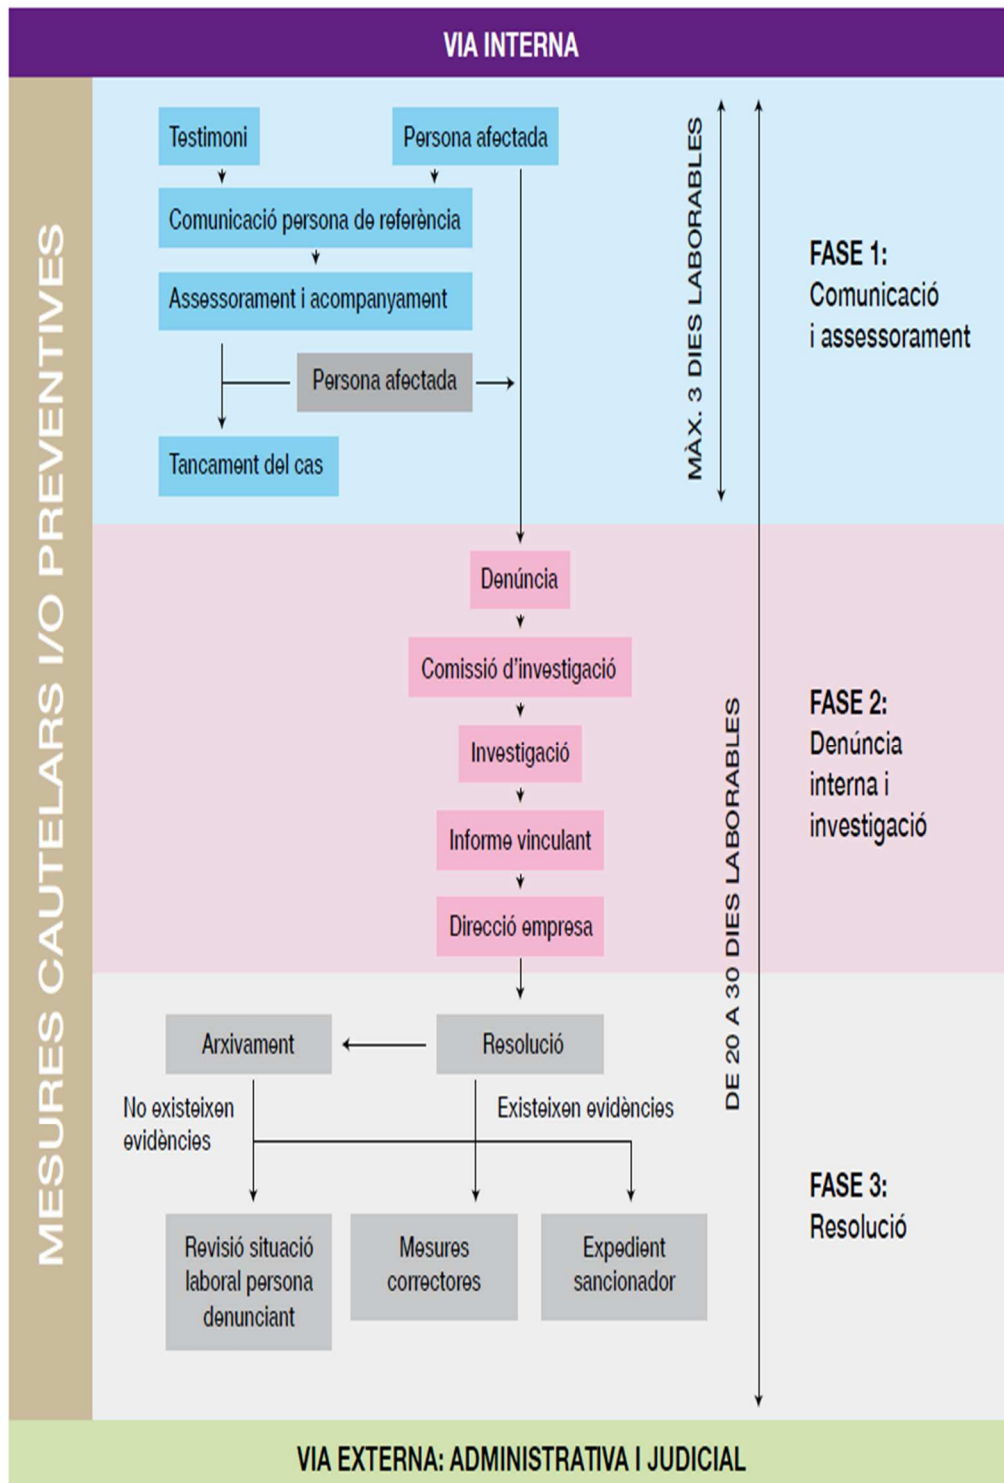 VIA INTERNA
MESURES CAUTELARS I/O PREVENTIVES
Testimoni
Persona afectada
Comunicació persona de referència
Assessorament i acompanyament
Persona afectada
Tancament del cas
MÀX. 3 DIES LABORABLES
FASE 1:
Comunicació
i assessorament
Denúncia
Comissió d'investigació
Investigació
Informe vinculant
Direcció empresa
DE 20 A 30 DIES LABORABLES
FASE 2:
Denúncia
interna i
investigació
Arxivament
Resolució
No existeixen
evidències
Existeixen evidències
Revisió situació
laboral persona
denunciant
Mesures
correctores
Expedient
sancionador
FASE 3:
Resolució
VIA EXTERNA: ADMINISTRATIVA I JUDICIAL